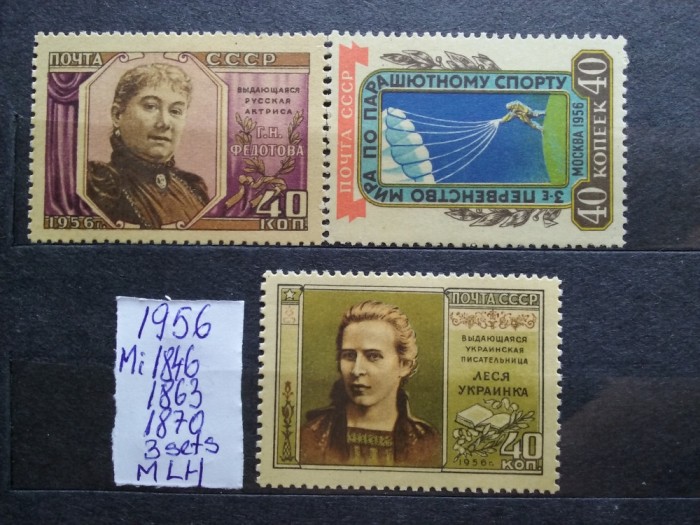 ПОЧТА СССР
ВЫДАЮЩАЯСЯ
РУССКАЯ
АКТРИСА
Г.Н.
ФЕДОТОВА
1956г.
40
КОП.
ПОЧТА СССР
3-Е ПЕРВЕНСТВО МИРА ПО ПАРАШЮТНОМУ СПОРТУ
МОСКВА 1956
40 КОПЕЕК 40
1956
Mi 1846
1863
1870
3 sets
MLH
ПОЧТА СССР
ВЫДАЮЩАЯСЯ
УКРАИНСКАЯ
ПИСАТЕЛЬНИЦА
ЛЕСЯ
УКРАИНКА
1956г.
40
КОП.